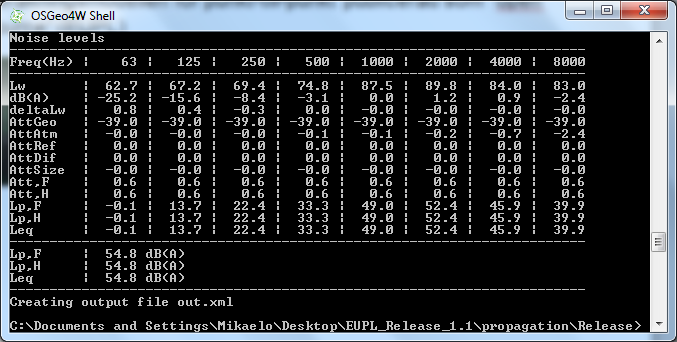 OSGeo4W Shell
Noise levels
Freq(Hz) ¦ 63 ¦ 125 ¦ 250 ¦ 500 ¦ 1000 ¦ 2000 ¦ 4000 ¦ 8000
Lw ¦ 62.7 ¦ 67.2 ¦ 69.4 ¦ 74.8 ¦ 87.5 ¦ 89.8 ¦ 84.0 ¦ 83.0
dB(A) ¦ -25.2 ¦ -15.6 ¦ -8.4 ¦ -3.1 ¦ 0.0 ¦ 1.2 ¦ 0.9 ¦ -2.4
deltaLw ¦ 0.8 ¦ 0.4 ¦ -0.3 ¦ 0.0 ¦ -0.0 ¦ -0.0 ¦ -0.0 ¦ -0.0
AttGeo ¦ -39.0 ¦ -39.0 ¦ -39.0 ¦ -39.0 ¦ -39.0 ¦ -39.0 ¦ -39.0 ¦ -39.0
AttAtm ¦ -0.0 ¦ -0.0 ¦ -0.0 ¦ -0.1 ¦ -0.1 ¦ -0.2 ¦ -0.7 ¦ -2.4
AttRef ¦ 0.0 ¦ 0.0 ¦ 0.0 ¦ 0.0 ¦ 0.0 ¦ 0.0 ¦ 0.0 ¦ 0.0
AttDif ¦ 0.0 ¦ 0.0 ¦ 0.0 ¦ 0.0 ¦ 0.0 ¦ 0.0 ¦ 0.0 ¦ 0.0
AttSize ¦ -0.0 ¦ -0.0 ¦ -0.0 ¦ -0.0 ¦ -0.0 ¦ -0.0 ¦ -0.0 ¦ -0.0
Att,F ¦ 0.6 ¦ 0.6 ¦ 0.6 ¦ 0.6 ¦ 0.6 ¦ 0.6 ¦ 0.6 ¦ 0.6
Att,H ¦ 0.6 ¦ 0.6 ¦ 0.6 ¦ 0.6 ¦ 0.6 ¦ 0.6 ¦ 0.6 ¦ 0.6
Lp,F ¦ -0.1 ¦ 13.7 ¦ 22.4 ¦ 33.3 ¦ 49.0 ¦ 52.4 ¦ 45.9 ¦ 39.9
Lp,H ¦ -0.1 ¦ 13.7 ¦ 22.4 ¦ 33.3 ¦ 49.0 ¦ 52.4 ¦ 45.9 ¦ 39.9
Leq ¦ -0.1 ¦ 13.7 ¦ 22.4 ¦ 33.3 ¦ 49.0 ¦ 52.4 ¦ 45.9 ¦ 39.9
Lp,F ¦ 54.8 dB(A)
Lp,H ¦ 54.8 dB(A)
Leq ¦ 54.8 dB(A)
Creating output file out.xml
C:\Documents and Settings\Mikaelo\Desktop\EUPL_Release_1.1\propagation\Release>